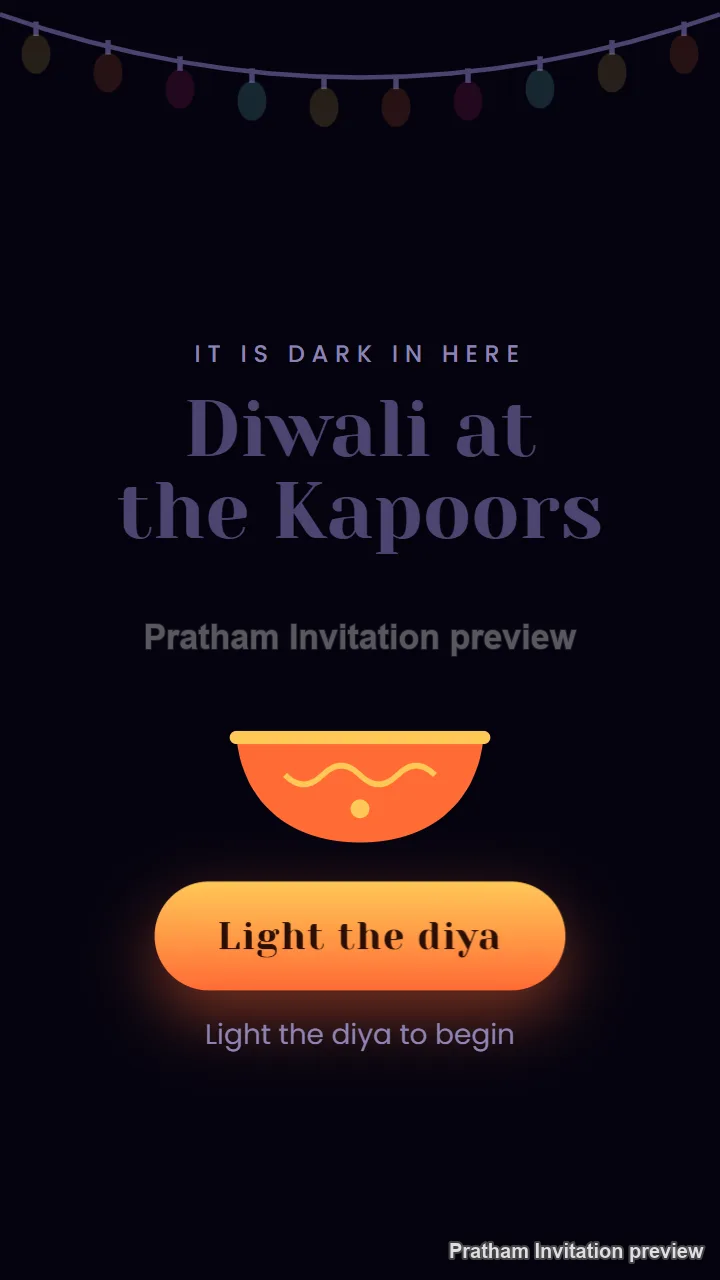 IT IS DARK IN HERE
Diwali at
the Kapoors
Pratham Invitation preview
Light the diya
Light the diya to begin
Pratham Invitation preview